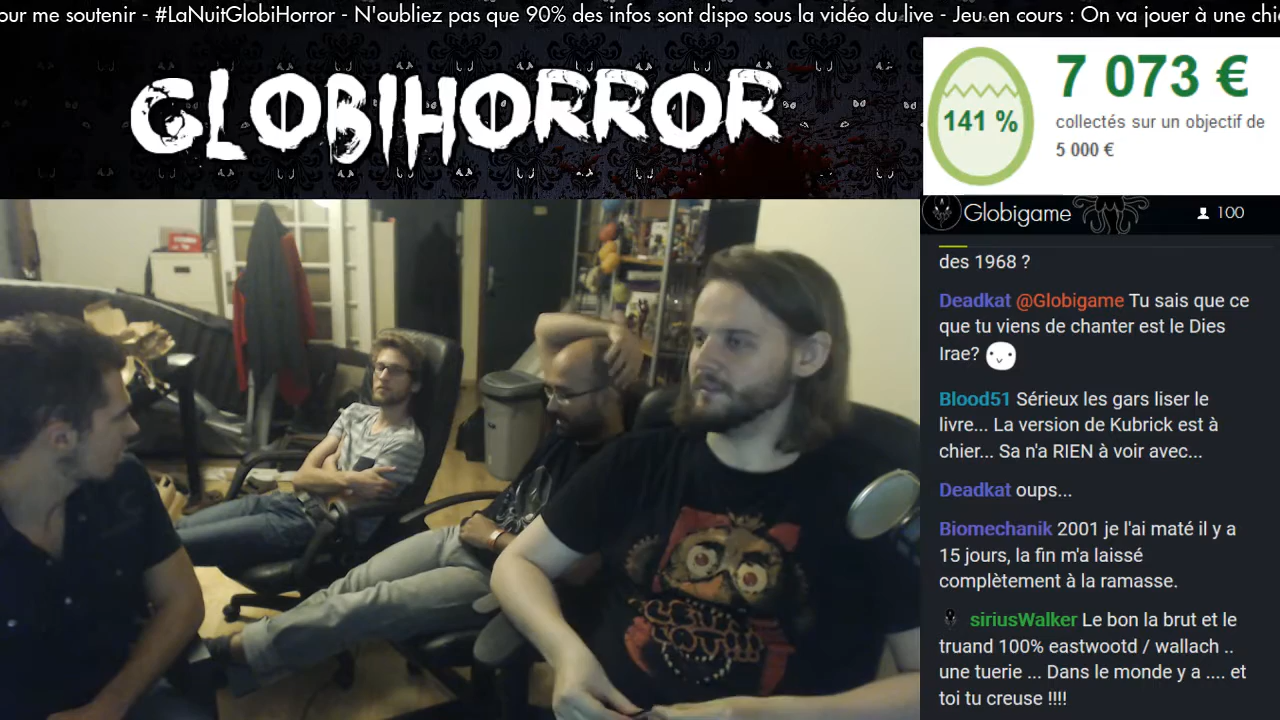 our me soutenir - #LaNuitGlobiHorror - N'oubliez pas que 90% des infos sont dispo sous la vidéo du live - Jeu en cours : On va jouer à une chi
GLOBIHORROR
7 073 €
141 %
collectés sur un objectif de
5 000 €
Globigame
100
des 1968 ?
Deadkat @Globigame Tu sais que ce
que tu viens de chanter est le Dies
Irae?
Blood51 Sérieux les gars liser le
livre... La version de Kubrick est à
chier... Sa n'a RIEN à voir avec...
Deadkat oups...
Biomechanik 2001 je l'ai maté il y a
15 jours, la fin m'a laissé
complètement à la ramasse.
siriusWalker Le bon la brut et le
truand 100% eastwootd / wallach ..
une tuerie ... Dans le monde y a .... et
toi tu creuse !!!!